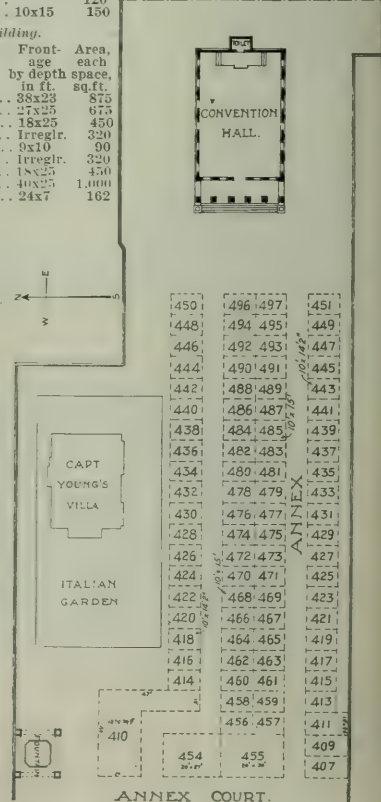 120
.. 10x15 150
ilding.
Front- Area,
age each
by depth space,
in ft. sq.ft.
.. 38x23 875
.. 27x25 675
.. 18x25 450
.. Irreglr. 320
.. 9x10 90
.. Irreglr. 320
.. 18x25 450
.. 40x25 1,000
.. 24x7 162
TOILET
CONVENTION
HALL.
E
N S
W
450 496 497 451
448 494 495 449
446 492 493 447
444 490 491 445
442 488 489 443
440 486 487 441
438 484 485 439
436 482 483 437
434 480 481 435
432 478 479 433
430 476 477 431
428 474 475 429
426 472 473 427
424 470 471 425
422 468 469 423
420 466 467 421
418 464 465 419
416 462 463 417
414 460 461 415
458 459 413
456 457 411
410 454 455 409
407
10'x14'2"
ANNEX
CAPT
YOUNG'S
VILLA
ITALIAN
GARDEN
FOUNTAIN
ANNEX COURT.